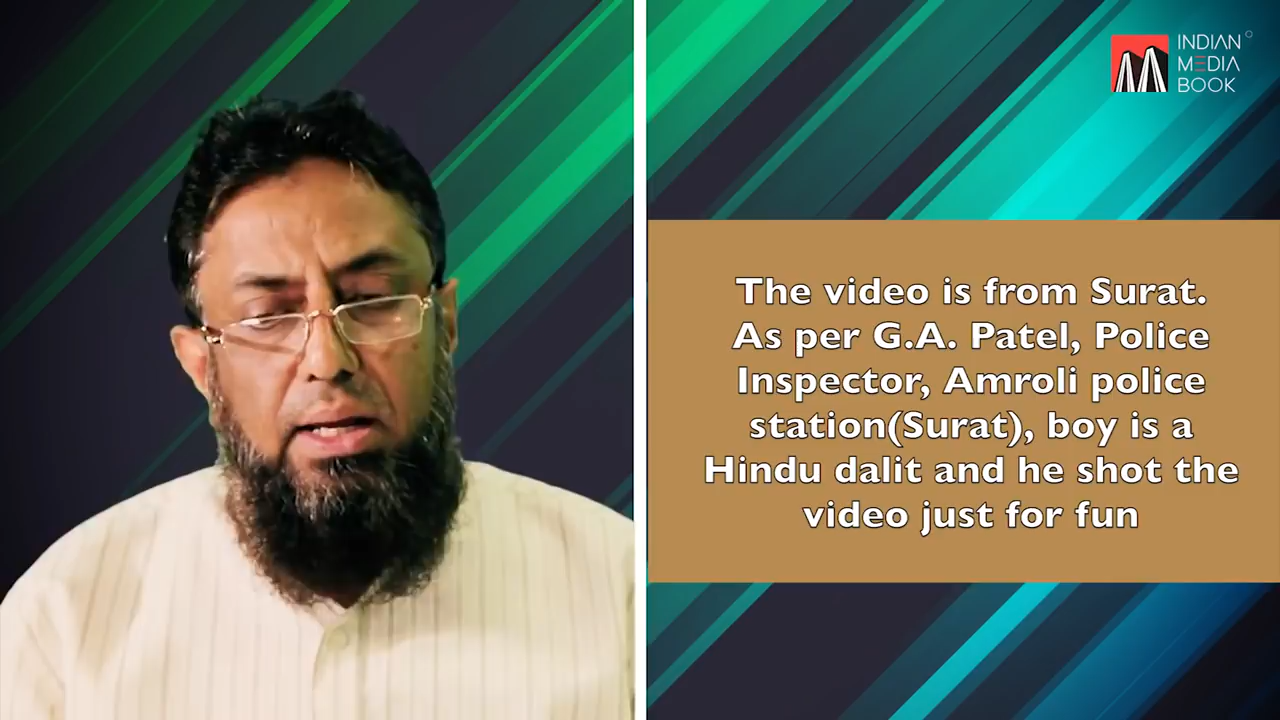 INDIAN
MEDIA
BOOK
The video is from Surat.
As per G.A. Patel, Police
Inspector, Amroli police
station(Surat), boy is a
Hindu dalit and he shot the
video just for fun